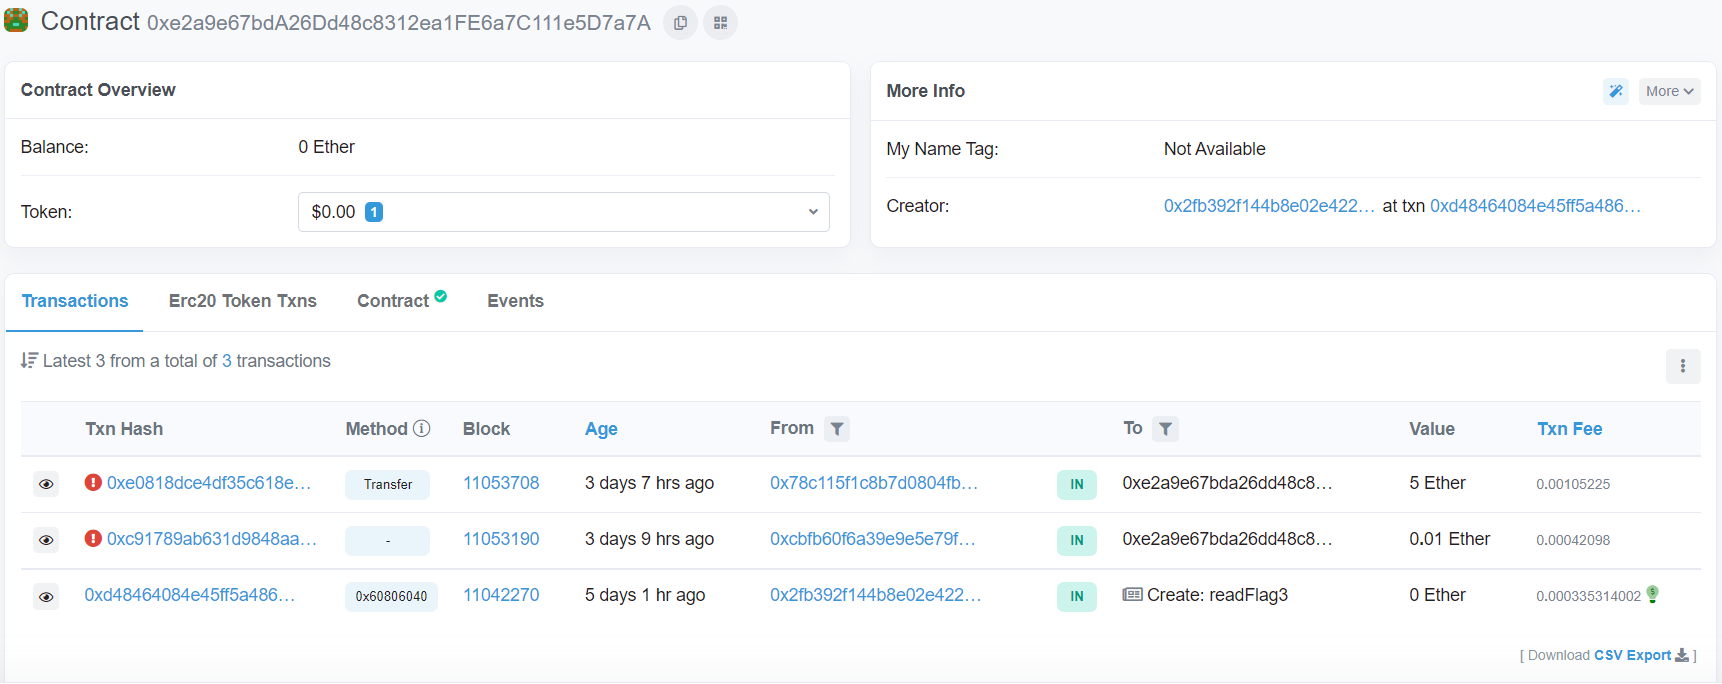 Contract 0xe2a9e67bdA26Dd48c8312ea1FE6a7C111e5D7a7A
Contract Overview
Balance: 0 Ether
Token: $0.00 1
More Info
More
My Name Tag: Not Available
Creator: 0x2fb392f144b8e02e422... at txn 0xd48464084e45ff5a486...
Transactions Erc20 Token Txns Contract Events
Latest 3 from a total of 3 transactions
Txn Hash Method Block Age From To Value Txn Fee
0xe0818dce4df35c618e... Transfer 11053708 3 days 7 hrs ago 0x78c115f1c8b7d0804fb... IN 0xe2a9e67bda26dd48c8... 5 Ether 0.00105225
0xc91789ab631d9848aa... - 11053190 3 days 9 hrs ago 0xcbfb60f6a39e9e5e79f... IN 0xe2a9e67bda26dd48c8... 0.01 Ether 0.00042098
0xd48464084e45ff5a486... 0x60806040 11042270 5 days 1 hr ago 0x2fb392f144b8e02e422... IN Create: readFlag3 0 Ether 0.000335314002
[ Download CSV Export ]